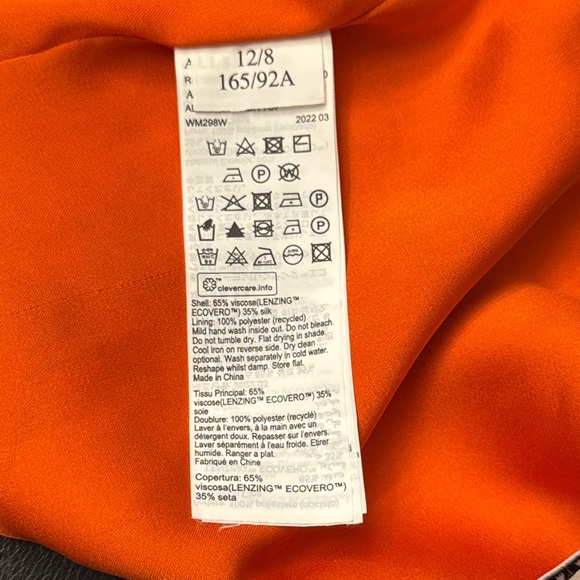 12/8
165/92A
WM298W 2022 03
clevercare.info
Shell: 65% viscose(LENZING™
ECOVERO™) 35% silk
Lining: 100% polyester (recycled)
Mild hand wash inside out. Do not bleach.
Do not tumble dry. Flat drying in shade.
Cool iron on reverse side. Dry clean
optional. Wash separately in cold water.
Reshape whilst damp. Store flat.
Made in China
Tissu Principal: 65%
viscose(LENZING™ ECOVERO™) 35%
soie
Doublure: 100% polyester (recyclé)
Laver à l'envers, à la main avec un
détergent doux. Repasser sur l'envers.
Laver séparément à l'eau froide. Etirer
humide. Ranger a plat.
Fabriqué en Chine
Copertura: 65%
viscosa(LENZING™ ECOVERO™)
35% seta